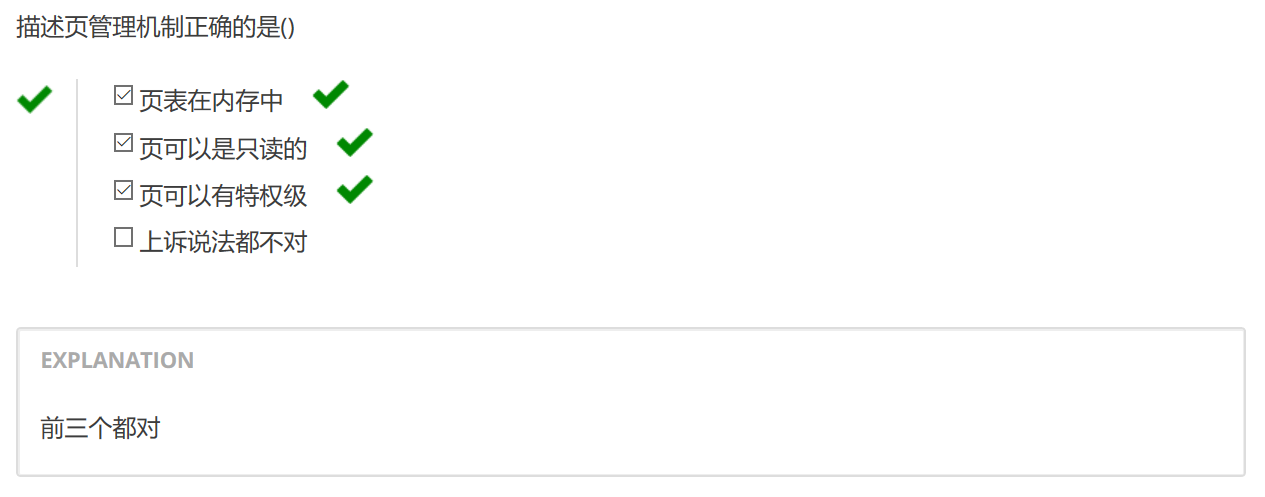 描述页管理机制正确的是()
页表在内存中
页可以是只读的
页可以有特权级
上诉说法都不对
EXPLANATION
前三个都对